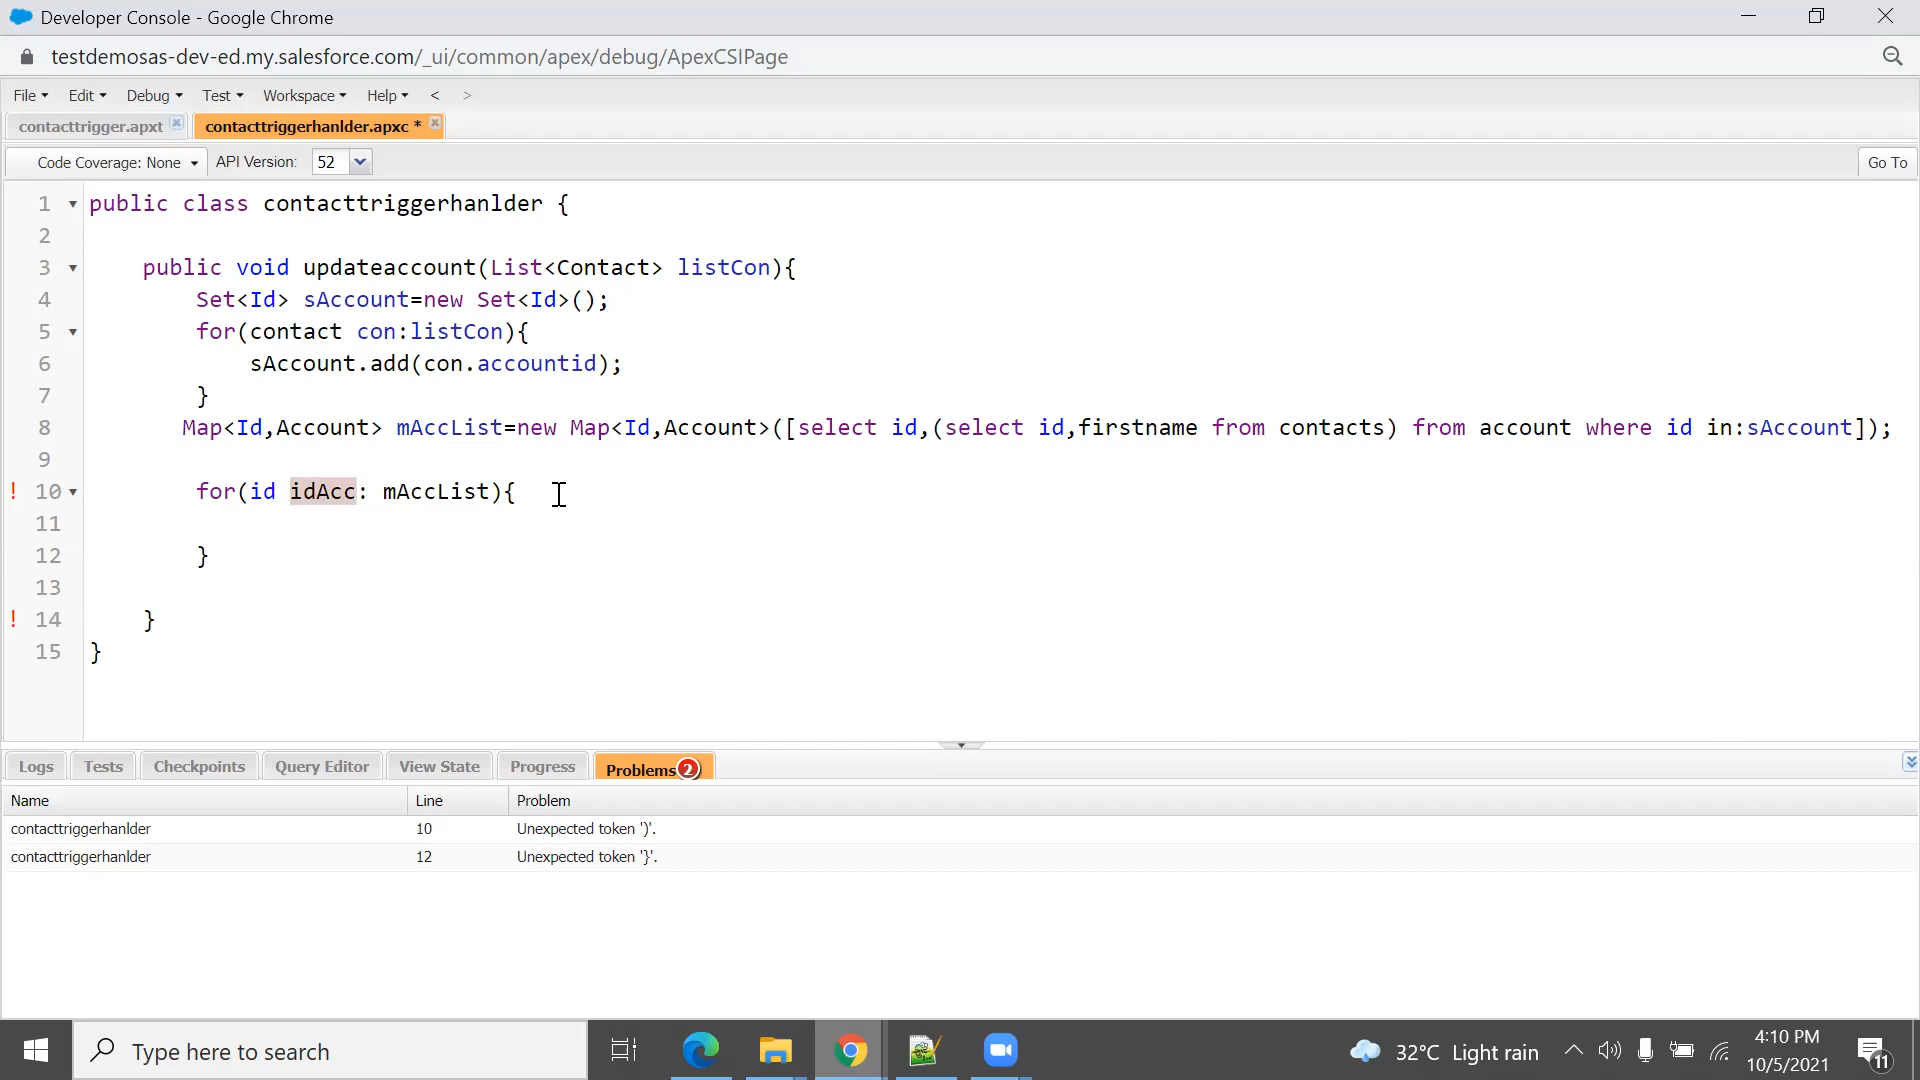 Developer Console - Google Chrome
testdemosas-dev-ed.my.salesforce.com/_ui/common/apex/debug/ApexCSIPage
File Edit Debug Test Workspace Help < >
contacttrigger.apxt contacttriggerhanlder.apxc *
Code Coverage: None API Version: 52 Go To
1 public class contacttriggerhanlder {
2
3 public void updateaccount(List<Contact> listCon){
4 Set<Id> sAccount=new Set<Id>();
5 for(contact con:listCon){
6 sAccount.add(con.accountid);
7 }
8 Map<Id,Account> mAccList=new Map<Id,Account>([select id,(select id,firstname from contacts) from account where id in:sAccount]);
9
! 10 for(id idAcc: mAccList){
11
12 }
13
! 14 }
15 }
Logs Tests Checkpoints Query Editor View State Progress Problems 2
Name Line Problem
contacttriggerhanlder 10 Unexpected token ')'.
contacttriggerhanlder 12 Unexpected token '}'.
Type here to search
32°C Light rain
4:10 PM
10/5/2021
11